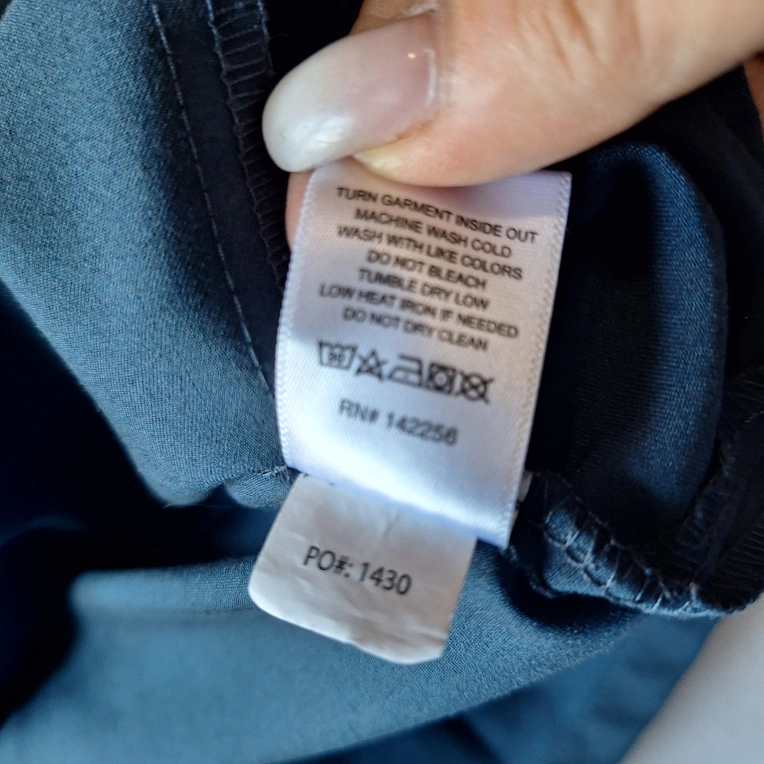 TURN GARMENT INSIDE OUT
MACHINE WASH COLD
WASH WITH LIKE COLORS
DO NOT BLEACH
TUMBLE DRY LOW
LOW HEAT IRON IF NEEDED
DO NOT DRY CLEAN
RN# 142256
PO#: 1430